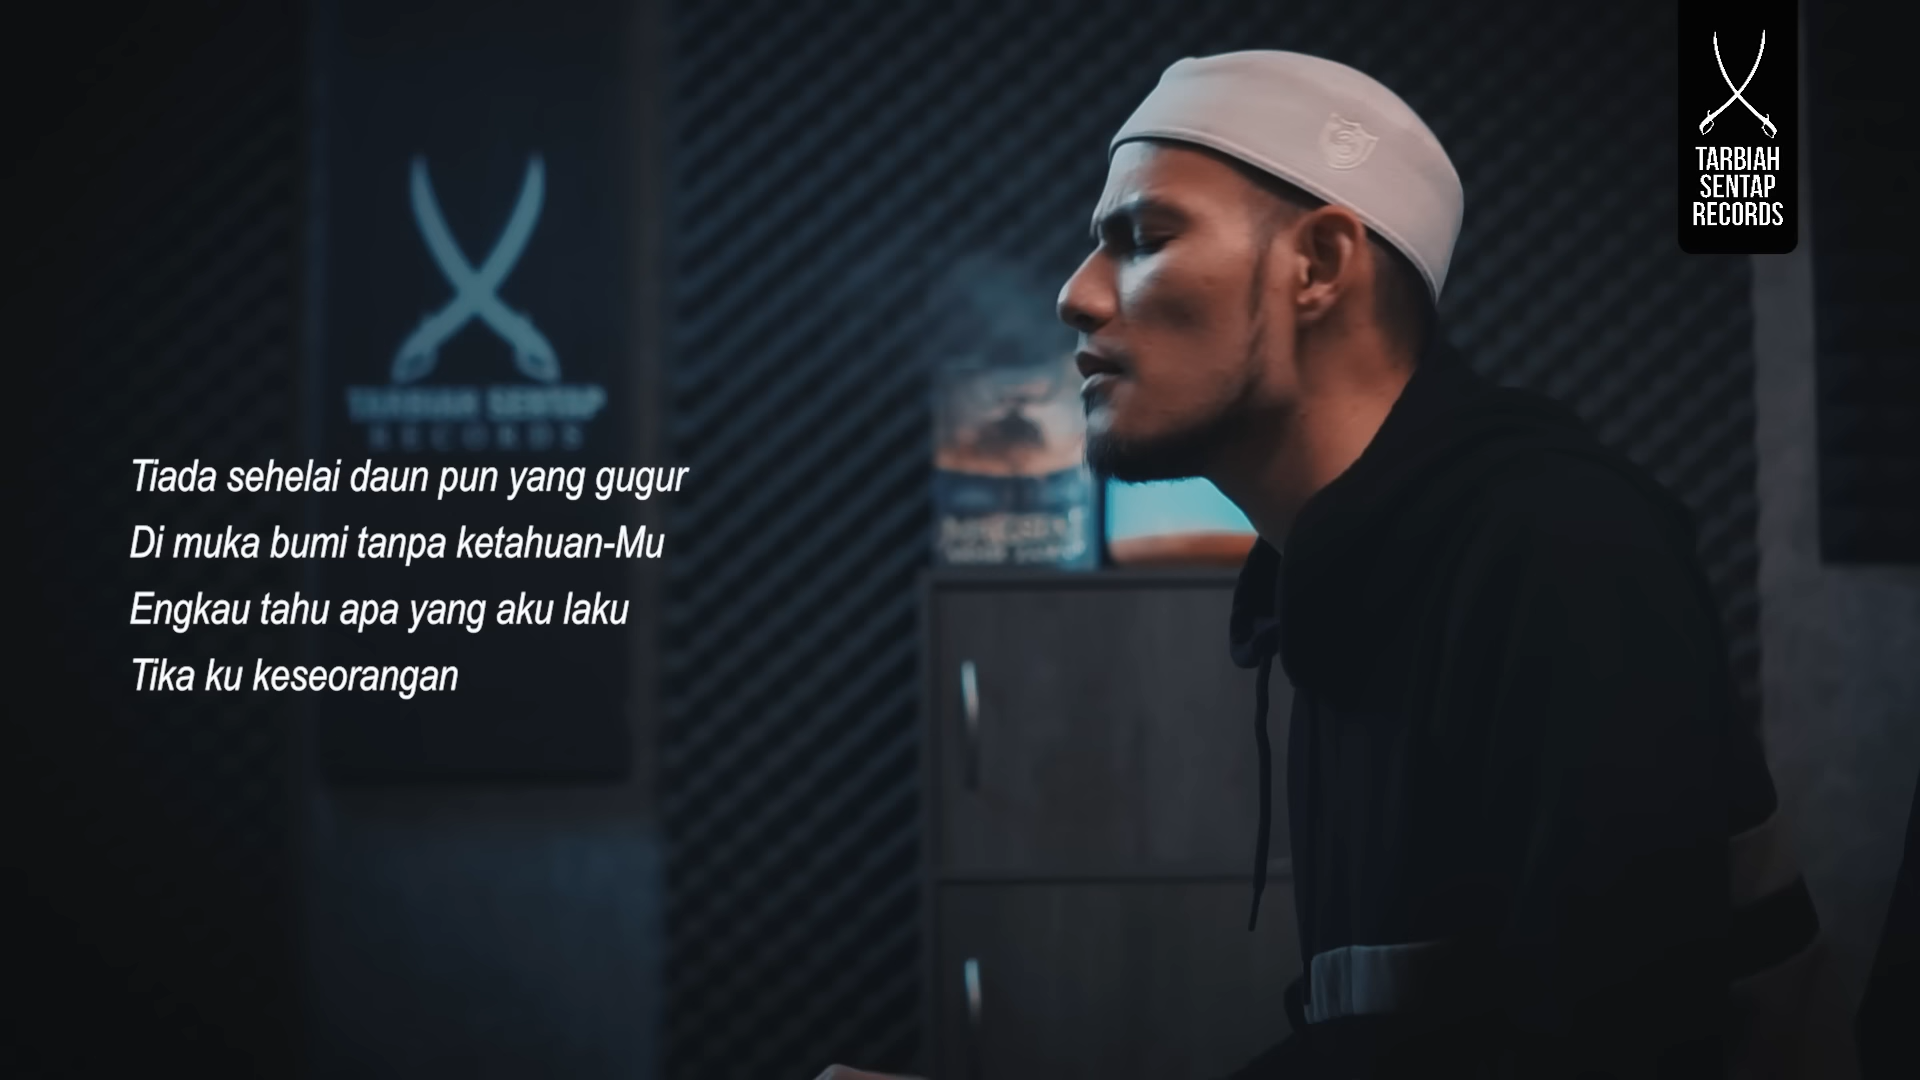 TARBIAH
SENTAP
RECORDS
TARBIAH SENTAP
RECORDS
Tiada sehelai daun pun yang gugur
Di muka bumi tanpa ketahuan-Mu
Engkau tahu apa yang aku laku
Tika ku keseorangan